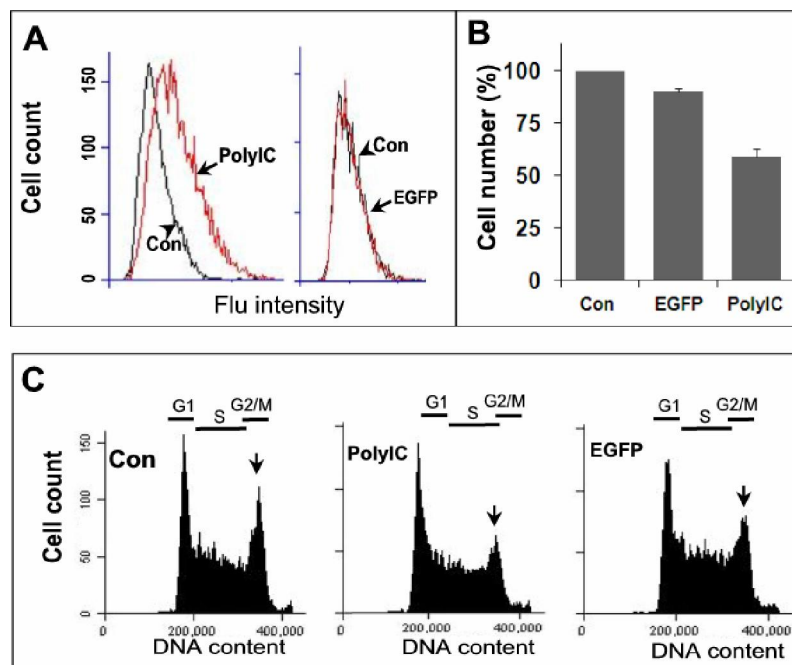 A
Cell count
150
100
50
0
PolyIC
Con
Con
EGFP
Flu intensity
B
Cell number (%)
100
75
50
25
0
Con EGFP PolyIC
C
G1 S G2/M
Con
Cell count
150
100
50
0
0 200,000 400,000
DNA content
G1 S G2/M
PolyIC
0 200,000 400,000
DNA content
G1 S G2/M
EGFP
0 200,000 400,000
DNA content